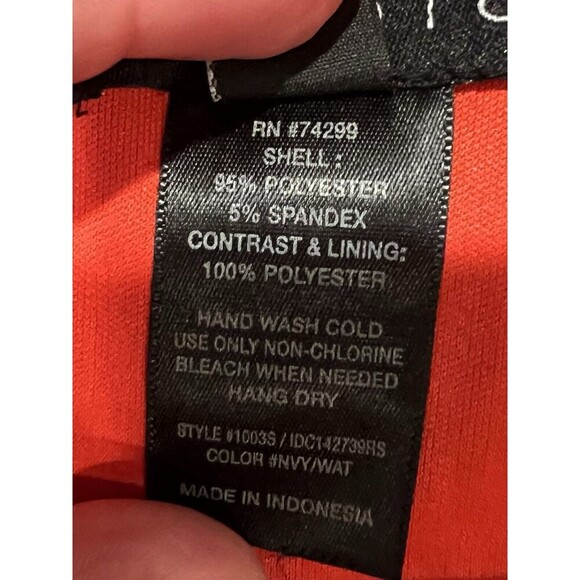 RN #74299
SHELL :
95% POLYESTER
5% SPANDEX
CONTRAST & LINING:
100% POLYESTER
HAND WASH COLD
USE ONLY NON-CHLORINE
BLEACH WHEN NEEDED
HANG DRY
STYLE #1003S / IDC142739RS
COLOR #NVY/WAT
MADE IN INDONESIA